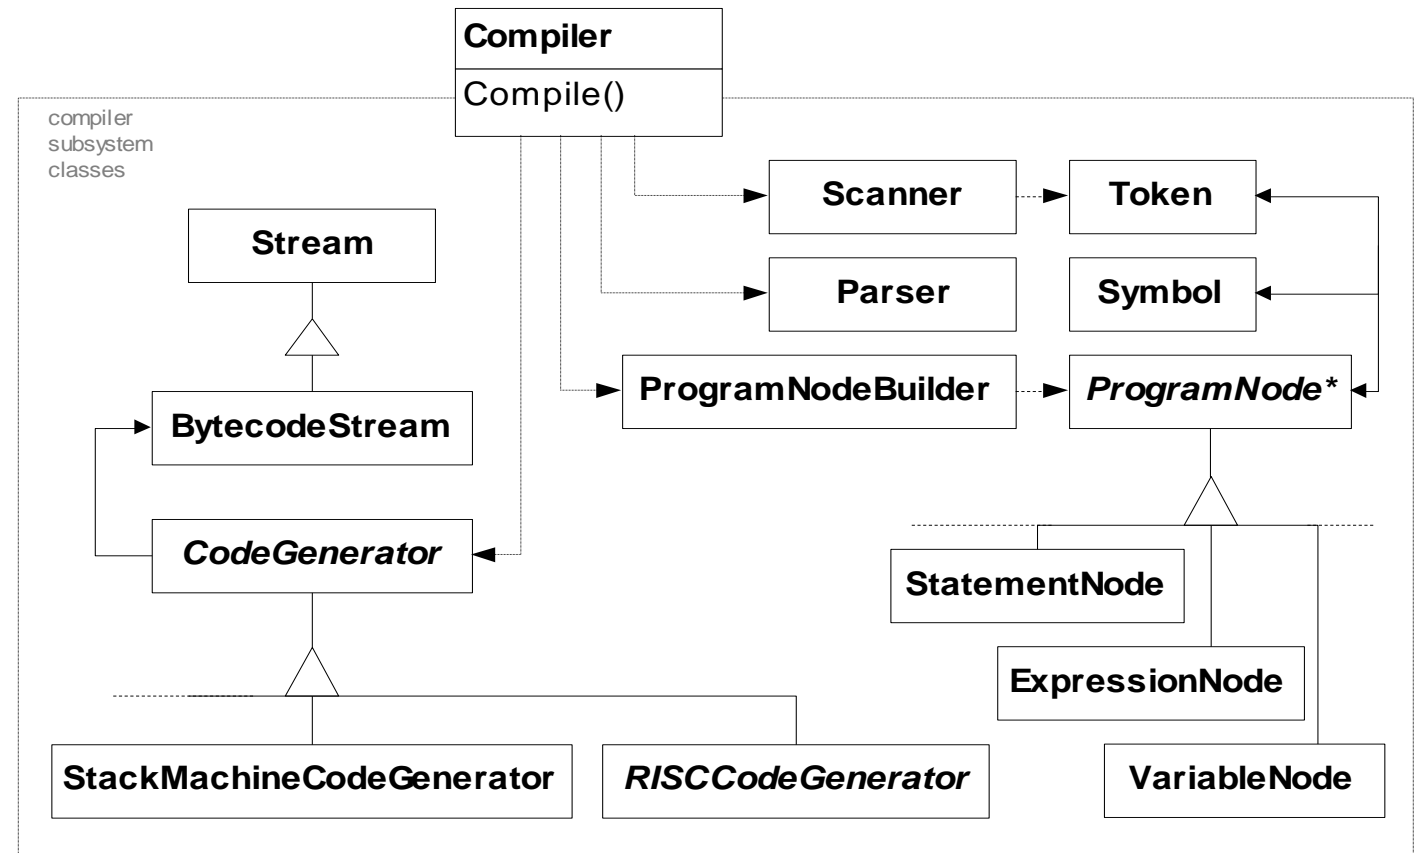 Compiler
Compile()
compiler
subsystem
classes
Scanner
Token
Stream
Parser
Symbol
ProgramNodeBuilder
ProgramNode*
BytecodeStream
CodeGenerator
StatementNode
ExpressionNode
StackMachineCodeGenerator
RISCCodeGenerator
VariableNode